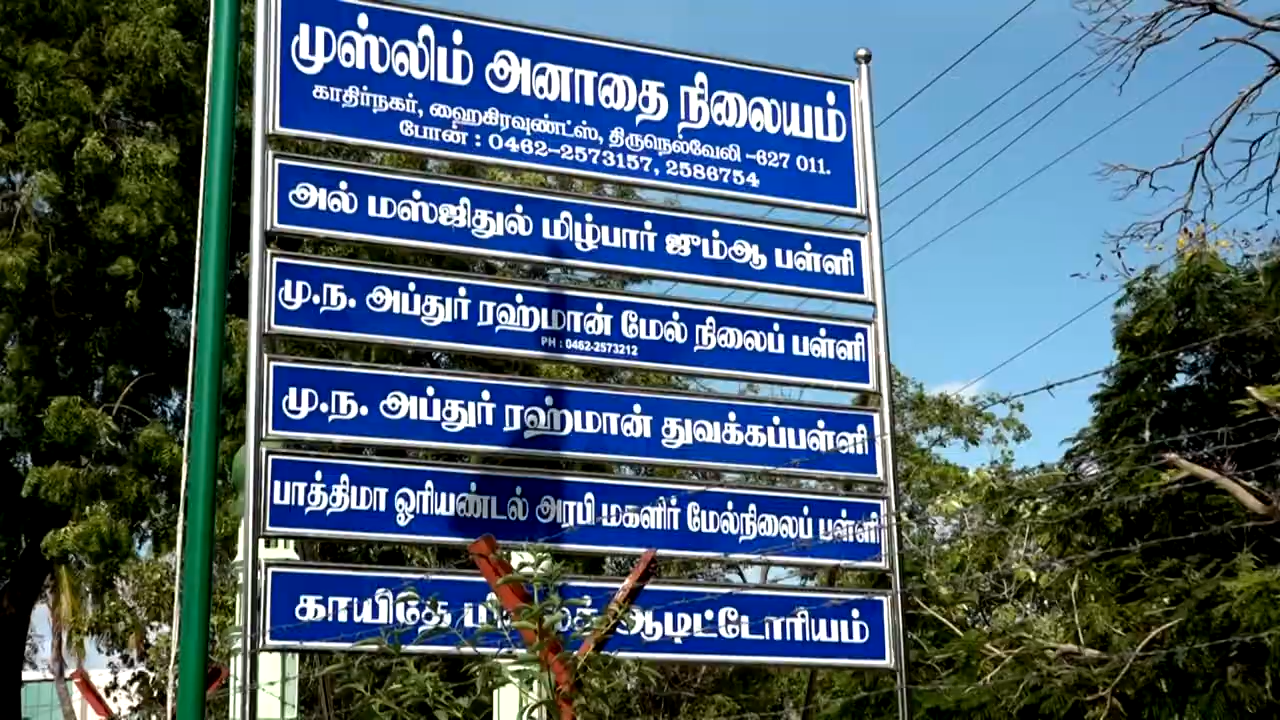 முஸ்லிம் அனாதை நிலையம்
காதிர்நகர், ஹைகிரவுண்ட்ஸ், திருநெல்வேலி -627 011.
போன் : 0462-2573157, 2586754
அல் மஸ்ஜிதுல் மிழ்பார் ஜும்ஆ பள்ளி
மு.ந. அப்துர் ரஹ்மான் மேல் நிலைப் பள்ளி
PH : 0462-2573212
மு.ந. அப்துர் ரஹ்மான் துவக்கப்பள்ளி
பாத்திமா ஓரியண்டல் அரபி மகளிர் மேல்நிலைப் பள்ளி
காயிதே ஆடிட்டோரியம்